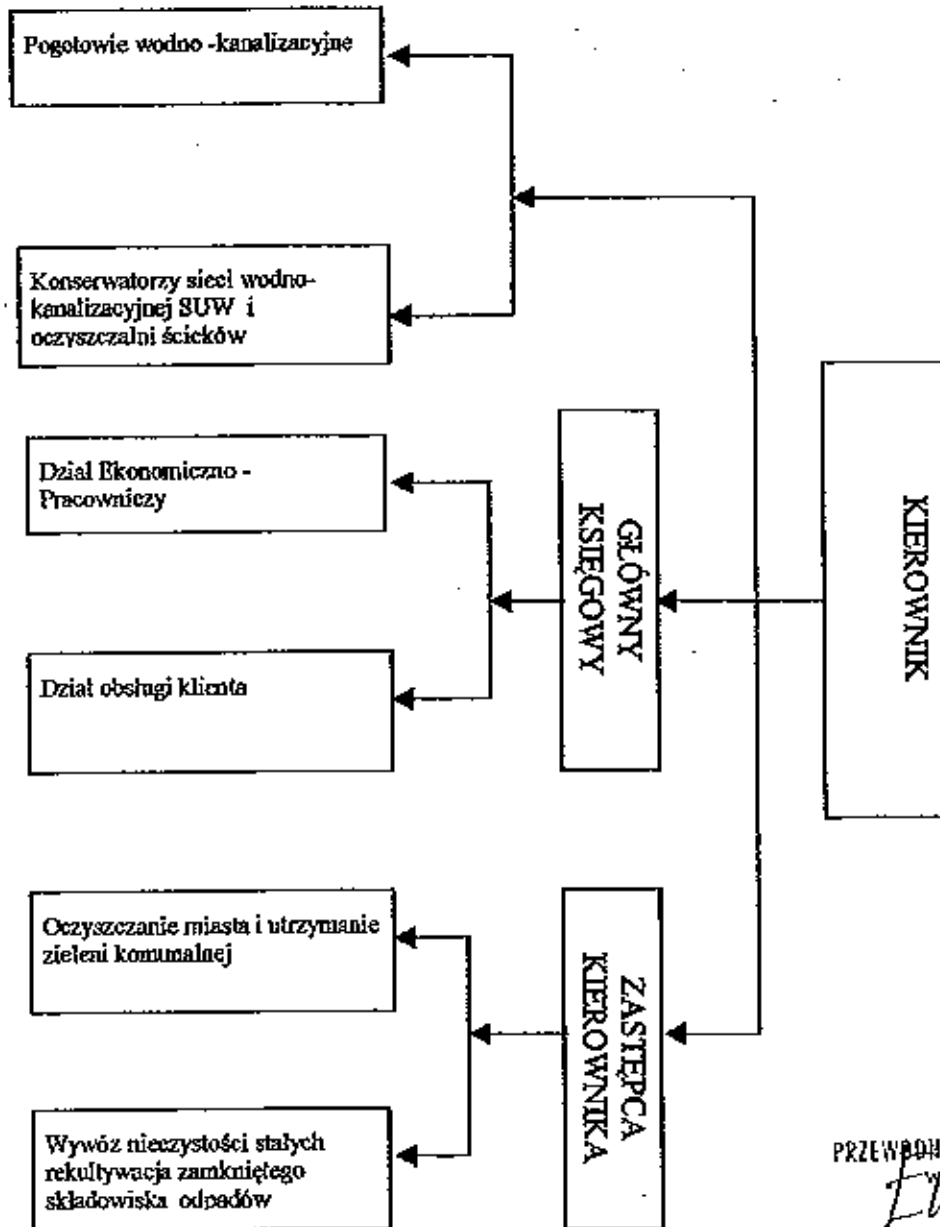 Pogotowie wodno -kanalizacyjne
Konserwatorzy sieci wodno-
kanalizacyjnej SUW i
oczyszczalni ścieków
Dział Ekonomiczno -
Pracowniczy
Dział obsługi klienta
Oczyszczanie miasta i utrzymanie
zieleni komunalnej
Wywóz nieczystości stałych
rekultywacja zamkniętego
składowiska odpadów
GŁÓWNY
KSIĘGOWY
ZASTĘPCA
KIEROWNIKA
KIEROWNIK